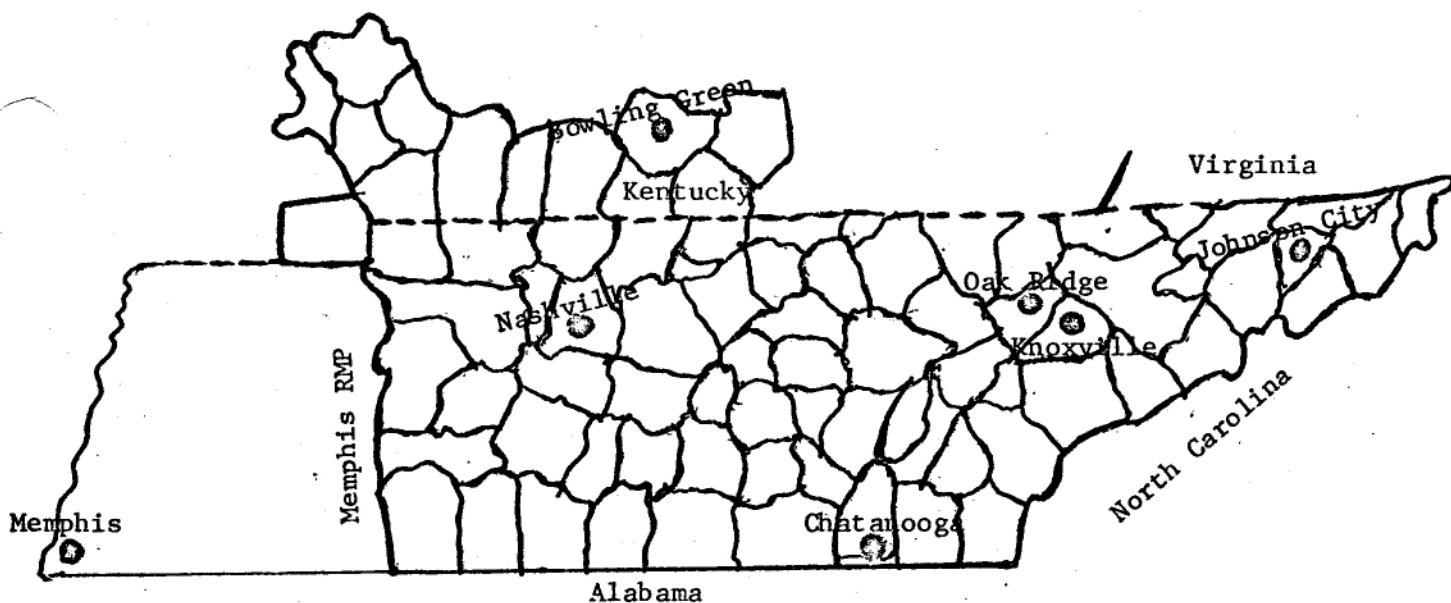 Bowling Green
Virginia
Kentucky
Johnson City
Oak Ridge
Nashville
Knoxville
Memphis RMP
North Carolina
Memphis
Chatanooga
Alabama